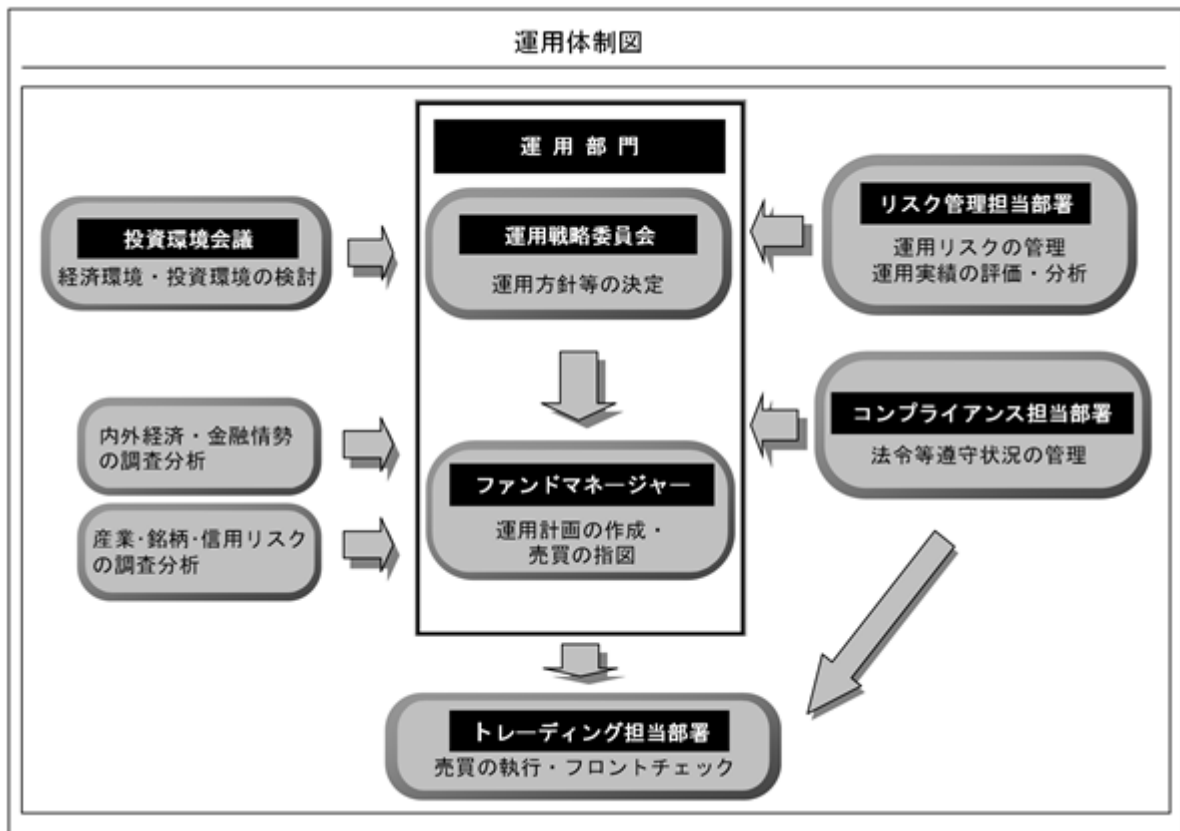 運用体制図
運用部門
投資環境会議
経済環境・投資環境の検討
運用戦略委員会
運用方針等の決定
リスク管理担当部署
運用リスクの管理
運用実績の評価・分析
内外経済・金融情勢
の調査分析
産業・銘柄・信用リスク
の調査分析
ファンドマネージャー
運用計画の作成・
売買の指図
コンプライアンス担当部署
法令等遵守状況の管理
トレーディング担当部署
売買の執行・フロントチェック